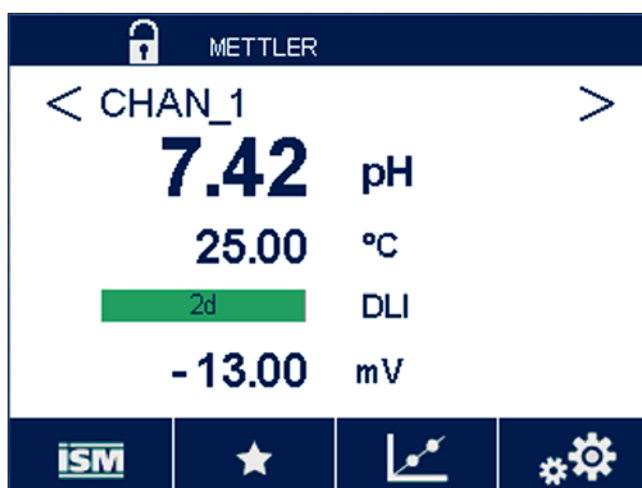 METTLER
< CHAN_1 >
7.42 pH
25.00 °C
2d DLI
-13.00 mV
ISM